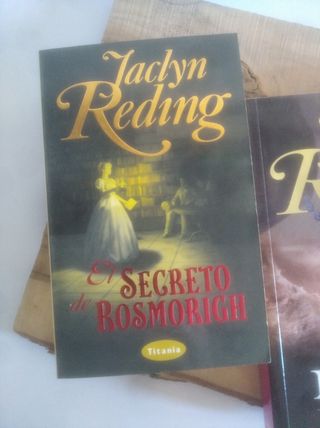 Jaclyn
Reding
El SECRETO
de ROSMORIGH
Titania
R